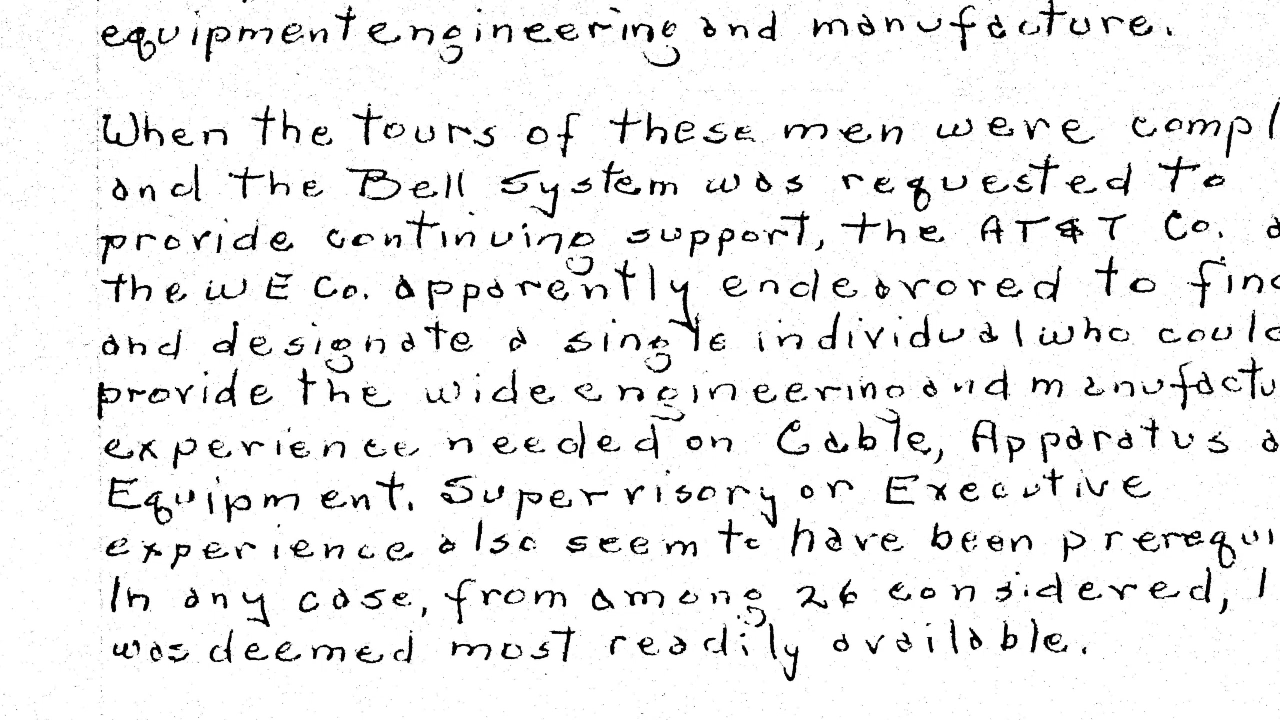 equipment engineering and manufacture.
When the tours of these men were compl
and the Bell System was requested to
provide continuing support, the AT&T Co. a
the WE Co. apparently endeavored to find
and designate a single individual who could
provide the wide engineering and manufactu
experience needed on Cable, Apparatus a
Equipment. Supervisory or Executive
experience also seem to have been prerequi
In any case, from among 26 considered, I
was deemed most readily available.